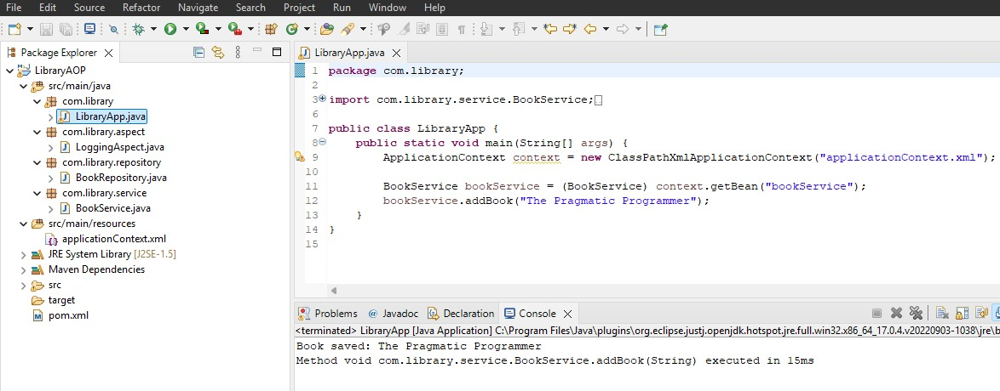 File Edit Source Refactor Navigate Search Project Run Window Help
Package Explorer
LibraryAOP
src/main/java
com.library
LibraryApp.java
com.library.aspect
LoggingAspect.java
com.library.repository
BookRepository.java
com.library.service
BookService.java
src/main/resources
applicationContext.xml
JRE System Library [J2SE-1.5]
Maven Dependencies
src
target
pom.xml
LibraryApp.java
1 package com.library;
2
3 import com.library.service.BookService;
6
7 public class LibraryApp {
8 public static void main(String[] args) {
9 ApplicationContext context = new ClassPathXmlApplicationContext("applicationContext.xml");
10
11 BookService bookService = (BookService) context.getBean("bookService");
12 bookService.addBook("The Pragmatic Programmer");
13 }
14 }
15
Problems @ Javadoc Declaration Console
<terminated> LibraryApp [Java Application] C:\Program Files\Java\plugins\org.eclipse.justj.openjdk.hotspot.jre.full.win32.x86_64_17.0.4.v20220903-1038\jre\b
Book saved: The Pragmatic Programmer
Method void com.library.service.BookService.addBook(String) executed in 15ms